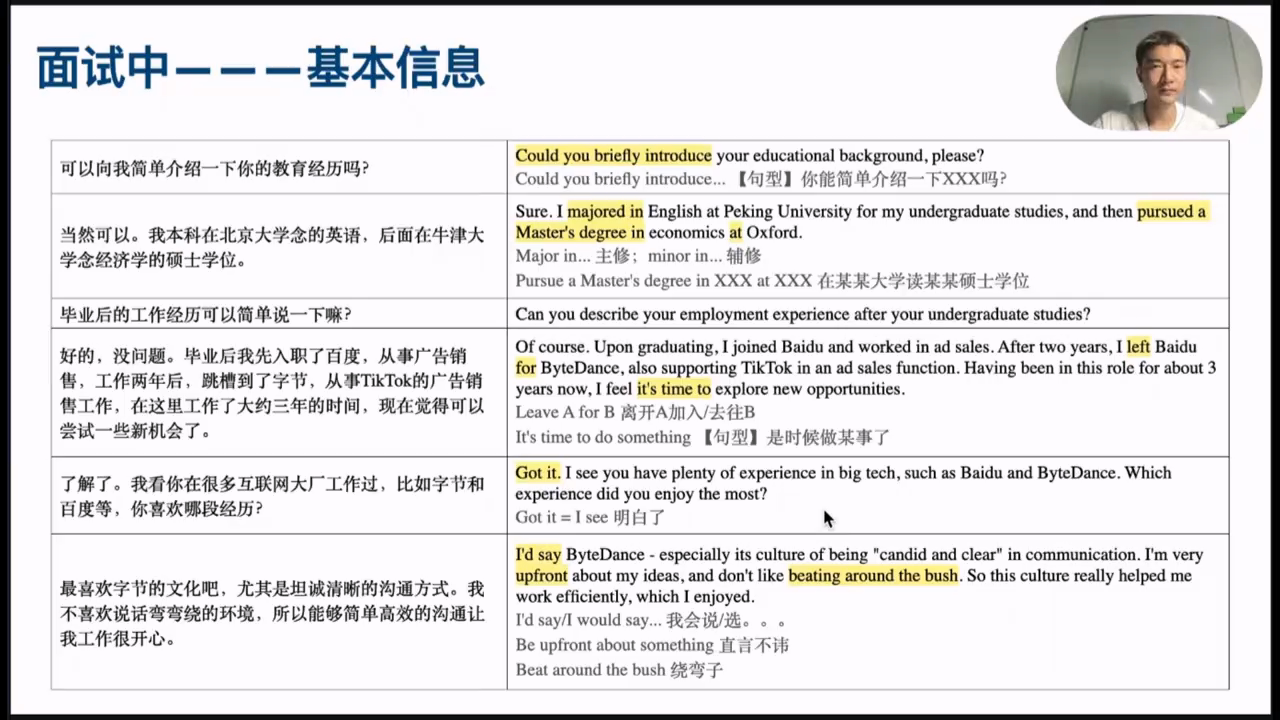 面试中———基本信息
可以向我简单介绍一下你的教育经历吗?
Could you briefly introduce your educational background, please?
Could you briefly introduce... 【句型】你能简单介绍一下XXX吗?
当然可以。我本科在北京大学念的英语，后面在牛津大
学念经济学的硕士学位。
Sure. I majored in English at Peking University for my undergraduate studies, and then pursued a
Master's degree in economics at Oxford.
Major in... 主修；minor in... 辅修
Pursue a Master's degree in XXX at XXX 在某某大学读某某硕士学位
毕业后的工作经历可以简单说一下嘛?
Can you describe your employment experience after your undergraduate studies?
好的，没问题。毕业后我先入职了百度，从事广告销
售，工作两年后，跳槽到了字节，从事TikTok的广告销
售工作，在这里工作了大约三年的时间，现在觉得可以
尝试一些新机会了。
Of course. Upon graduating, I joined Baidu and worked in ad sales. After two years, I left Baidu
for ByteDance, also supporting TikTok in an ad sales function. Having been in this role for about 3
years now, I feel it's time to explore new opportunities.
Leave A for B 离开A加入/去往B
It's time to do something 【句型】是时候做某事了
了解了。我看你在很多互联网大厂工作过，比如字节和
百度等，你喜欢哪段经历?
Got it. I see you have plenty of experience in big tech, such as Baidu and ByteDance. Which
experience did you enjoy the most?
Got it = I see 明白了
最喜欢字节的文化吧，尤其是坦诚清晰的沟通方式。我
不喜欢说话弯弯绕的环境，所以能够简单高效的沟通让
我工作很开心。
I'd say ByteDance - especially its culture of being "candid and clear" in communication. I'm very
upfront about my ideas, and don't like beating around the bush. So this culture really helped me
work efficiently, which I enjoyed.
I'd say/I would say... 我会说/选。。。
Be upfront about something 直言不讳
Beat around the bush 绕弯子